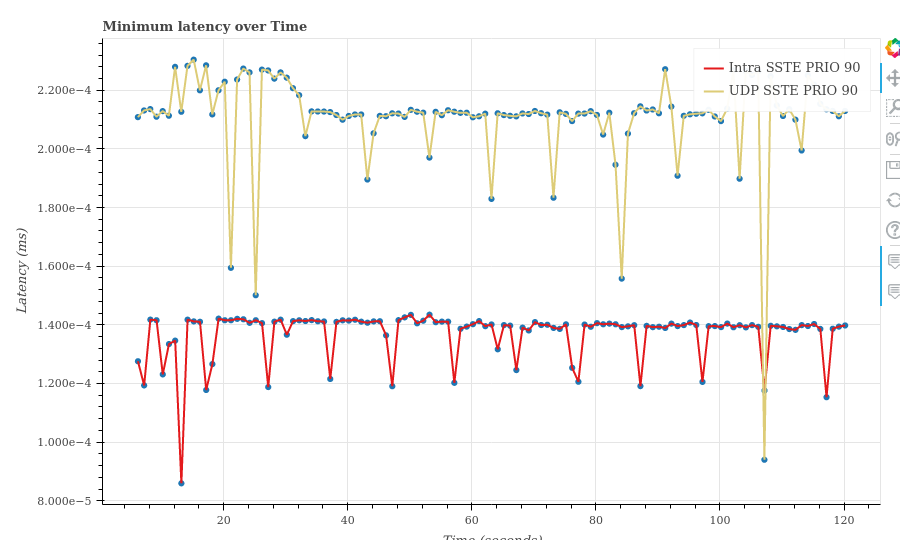 Minimum latency over Time
Intra SSTE PRIO 90
UDP SSTE PRIO 90
2.200e−4
2.000e−4
1.800e−4
1.600e−4
1.400e−4
1.200e−4
1.000e−4
8.000e−5
Latency (ms)
20 40 60 80 100 120
Time (seconds)